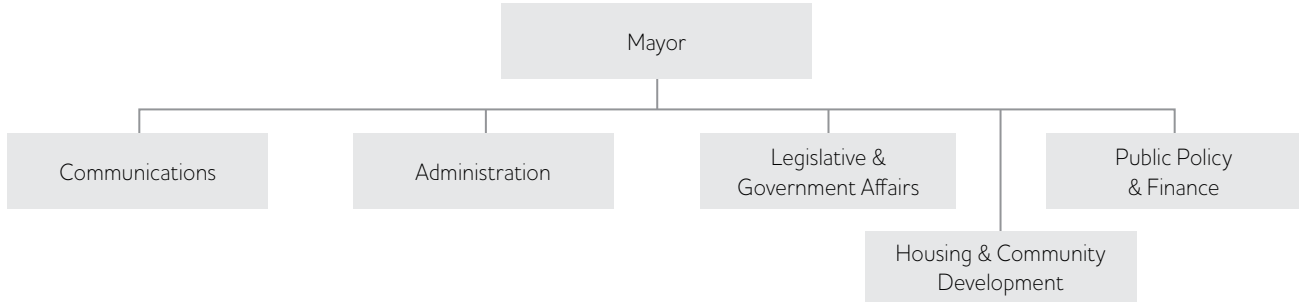 Mayor
Communications
Administration
Legislative &
Government Affairs
Public Policy
& Finance
Housing & Community
Development